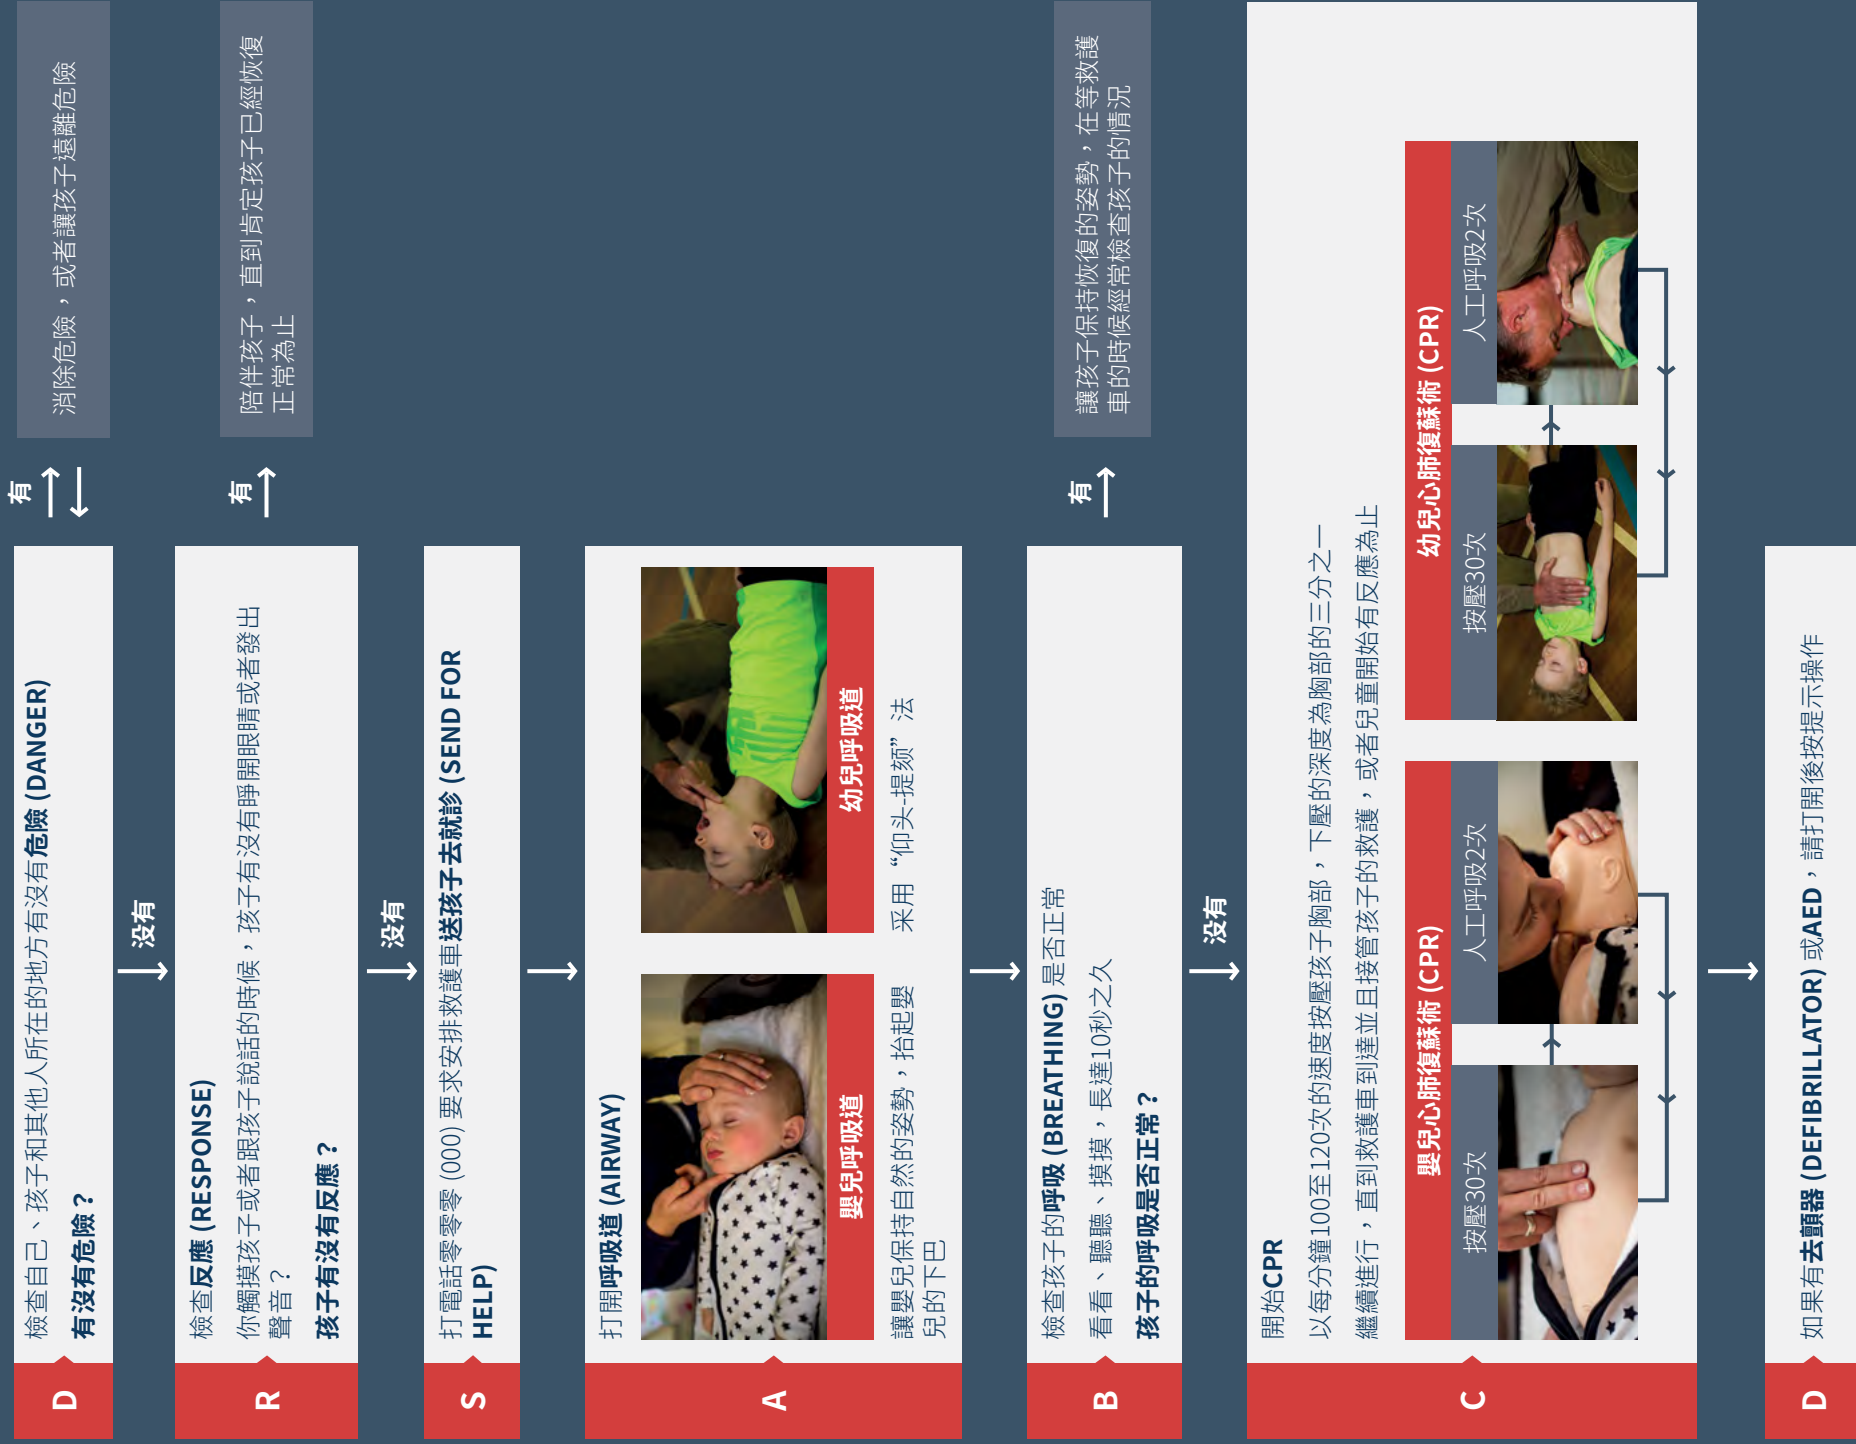 D
檢查自己、孩子和其他人所在的地方有沒有危險 (DANGER)
有沒有危險？
有
消除危險，或者讓孩子遠離危險
没有
R
檢查反應 (RESPONSE)
你觸摸孩子或者跟孩子說話的時候，孩子有沒有睜開眼睛或者發出
聲音？
孩子有沒有反應？
有
陪伴孩子，直到肯定孩子已經恢復
正常為止
没有
S
打電話零零零 (000) 要求安排救護車送孩子去就診 (SEND FOR
HELP)
A
打開呼吸道 (AIRWAY)
嬰兒呼吸道
讓嬰兒保持自然的姿勢，抬起嬰
兒的下巴
幼兒呼吸道
采用 “仰头-提颏” 法
B
檢查孩子的呼吸 (BREATHING) 是否正常
看看、聽聽、摸摸，長達10秒之久
孩子的呼吸是否正常？
有
讓孩子保持恢復的姿勢，在等救護
車的時候經常檢查孩子的情況
没有
C
開始CPR
以每分鐘100至120次的速度按壓孩子胸部，下壓的深度為胸部的三分之一
繼續進行，直到救護車到達並且接管孩子的救護，或者兒童開始有反應為止
嬰兒心肺復蘇術 (CPR)
按壓30次
人工呼吸2次
幼兒心肺復蘇術 (CPR)
按壓30次
人工呼吸2次
D
如果有去顫器 (DEFIBRILLATOR) 或AED，請打開後按提示操作